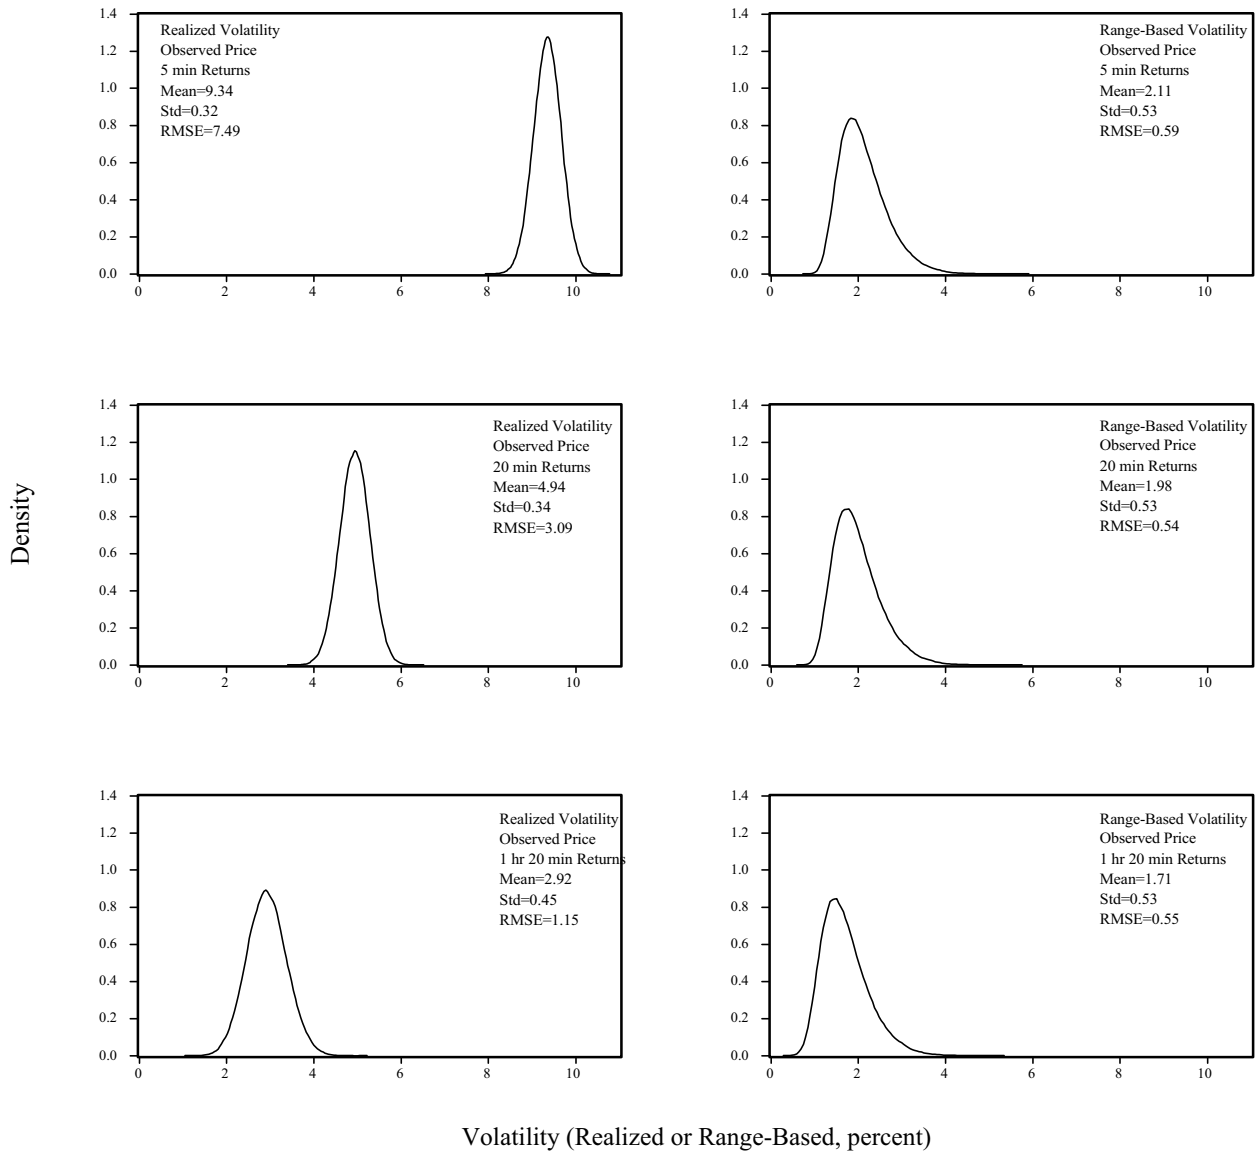 Density
1.4
1.2
1.0
0.8
0.6
0.4
0.2
0.0
Realized Volatility
Observed Price
5 min Returns
Mean=9.34
Std=0.32
RMSE=7.49
0 2 4 6 8 10
1.4
1.2
1.0
0.8
0.6
0.4
0.2
0.0
Range-Based Volatility
Observed Price
5 min Returns
Mean=2.11
Std=0.53
RMSE=0.59
0 2 4 6 8 10
1.4
1.2
1.0
0.8
0.6
0.4
0.2
0.0
Realized Volatility
Observed Price
20 min Returns
Mean=4.94
Std=0.34
RMSE=3.09
0 2 4 6 8 10
1.4
1.2
1.0
0.8
0.6
0.4
0.2
0.0
Range-Based Volatility
Observed Price
20 min Returns
Mean=1.98
Std=0.53
RMSE=0.54
0 2 4 6 8 10
1.4
1.2
1.0
0.8
0.6
0.4
0.2
0.0
Realized Volatility
Observed Price
1 hr 20 min Returns
Mean=2.92
Std=0.45
RMSE=1.15
0 2 4 6 8 10
1.4
1.2
1.0
0.8
0.6
0.4
0.2
0.0
Range-Based Volatility
Observed Price
1 hr 20 min Returns
Mean=1.71
Std=0.53
RMSE=0.55
0 2 4 6 8 10
Volatility (Realized or Range-Based, percent)